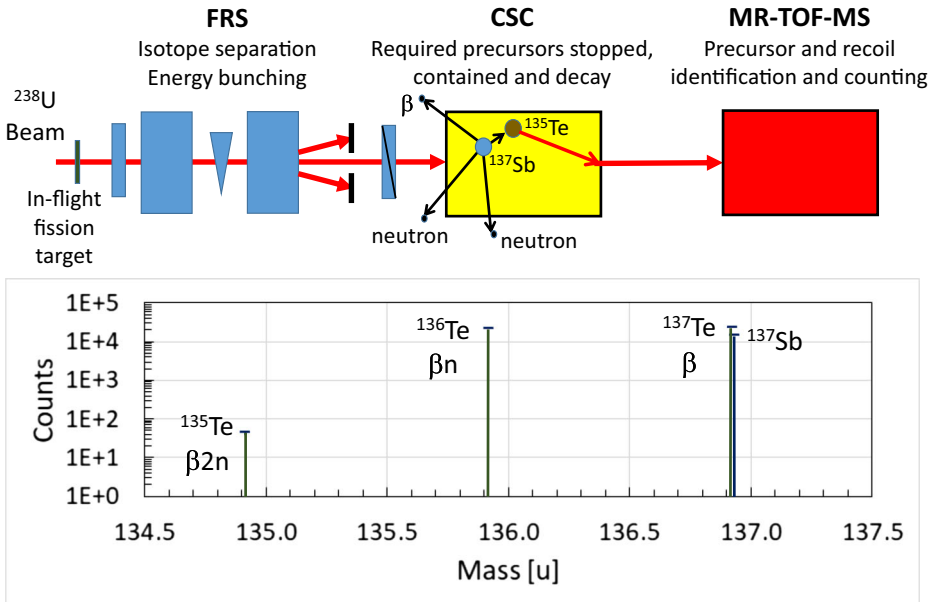 FRS
Isotope separation
Energy bunching
CSC
Required precursors stopped,
contained and decay
MR-TOF-MS
Precursor and recoil
identification and counting
²³⁸U
Beam
In-flight
fission
target
β
¹³⁵Te
¹³⁷Sb
neutron
neutron
1E+5
1E+4
1E+3
1E+2
1E+1
1E+0
Counts
¹³⁵Te
β2n
¹³⁶Te
βn
¹³⁷Te
β
¹³⁷Sb
134.5 135.0 135.5 136.0 136.5 137.0 137.5
Mass [u]